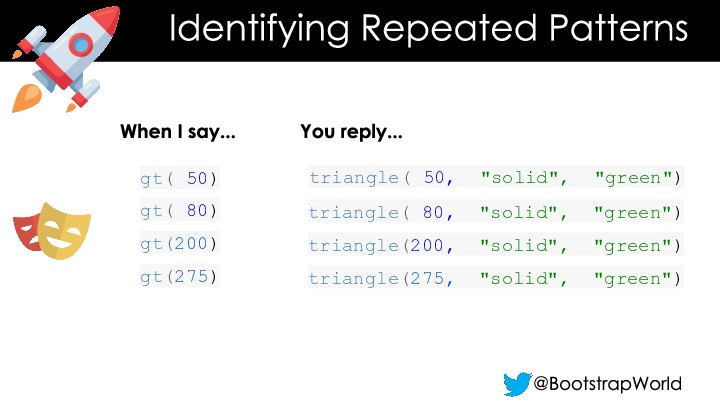 Identifying Repeated Patterns
When I say... You reply...
gt( 50) triangle( 50, "solid", "green")
gt( 80) triangle( 80, "solid", "green")
gt(200) triangle(200, "solid", "green")
gt(275) triangle(275, "solid", "green")
@BootstrapWorld